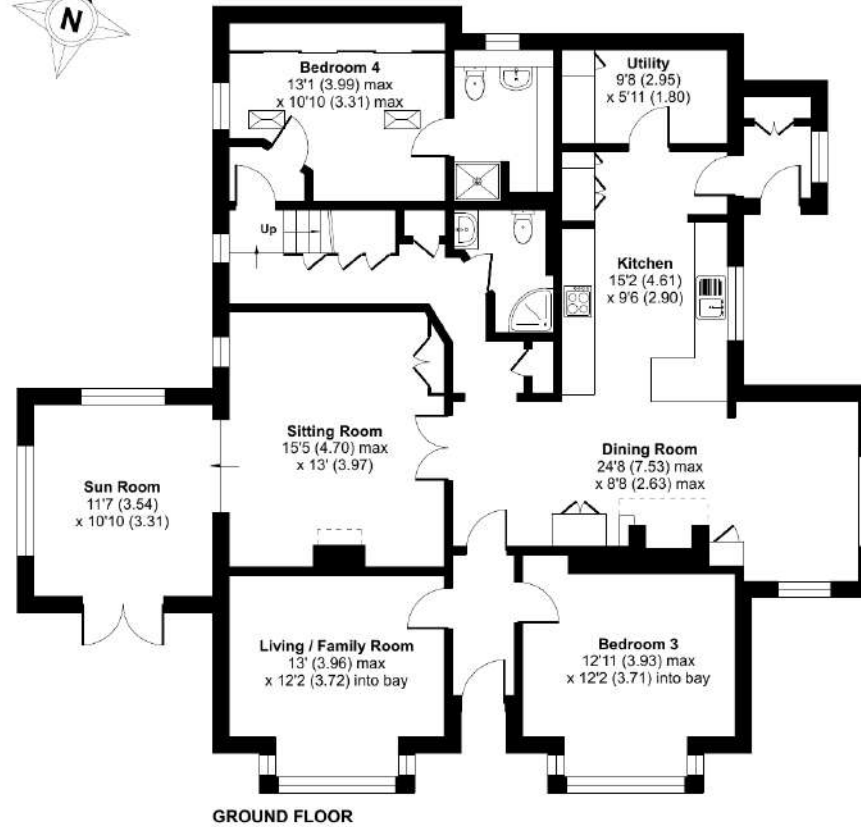 N
Bedroom 4
13'1 (3.99) max
x 10'10 (3.31) max
Utility
9'8 (2.95)
x 5'11 (1.80)
Up
Kitchen
15'2 (4.61)
x 9'6 (2.90)
Sitting Room
15'5 (4.70) max
x 13' (3.97)
Dining Room
24'8 (7.53) max
x 8'8 (2.63) max
Sun Room
11'7 (3.54)
x 10'10 (3.31)
Living / Family Room
13' (3.96) max
x 12'2 (3.72) into bay
Bedroom 3
12'11 (3.93) max
x 12'2 (3.71) into bay
GROUND FLOOR